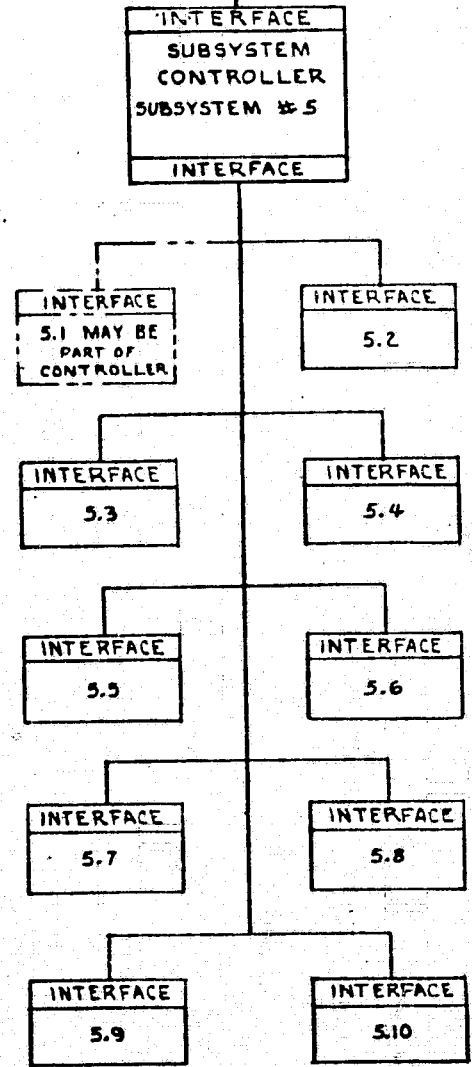 INTERFACE
SUBSYSTEM
CONTROLLER
SUBSYSTEM #5
INTERFACE
INTERFACE
5.1 MAY BE
PART OF
CONTROLLER
INTERFACE
5.2
INTERFACE
5.3
INTERFACE
5.4
INTERFACE
5.5
INTERFACE
5.6
INTERFACE
5.7
INTERFACE
5.8
INTERFACE
5.9
INTERFACE
5.10